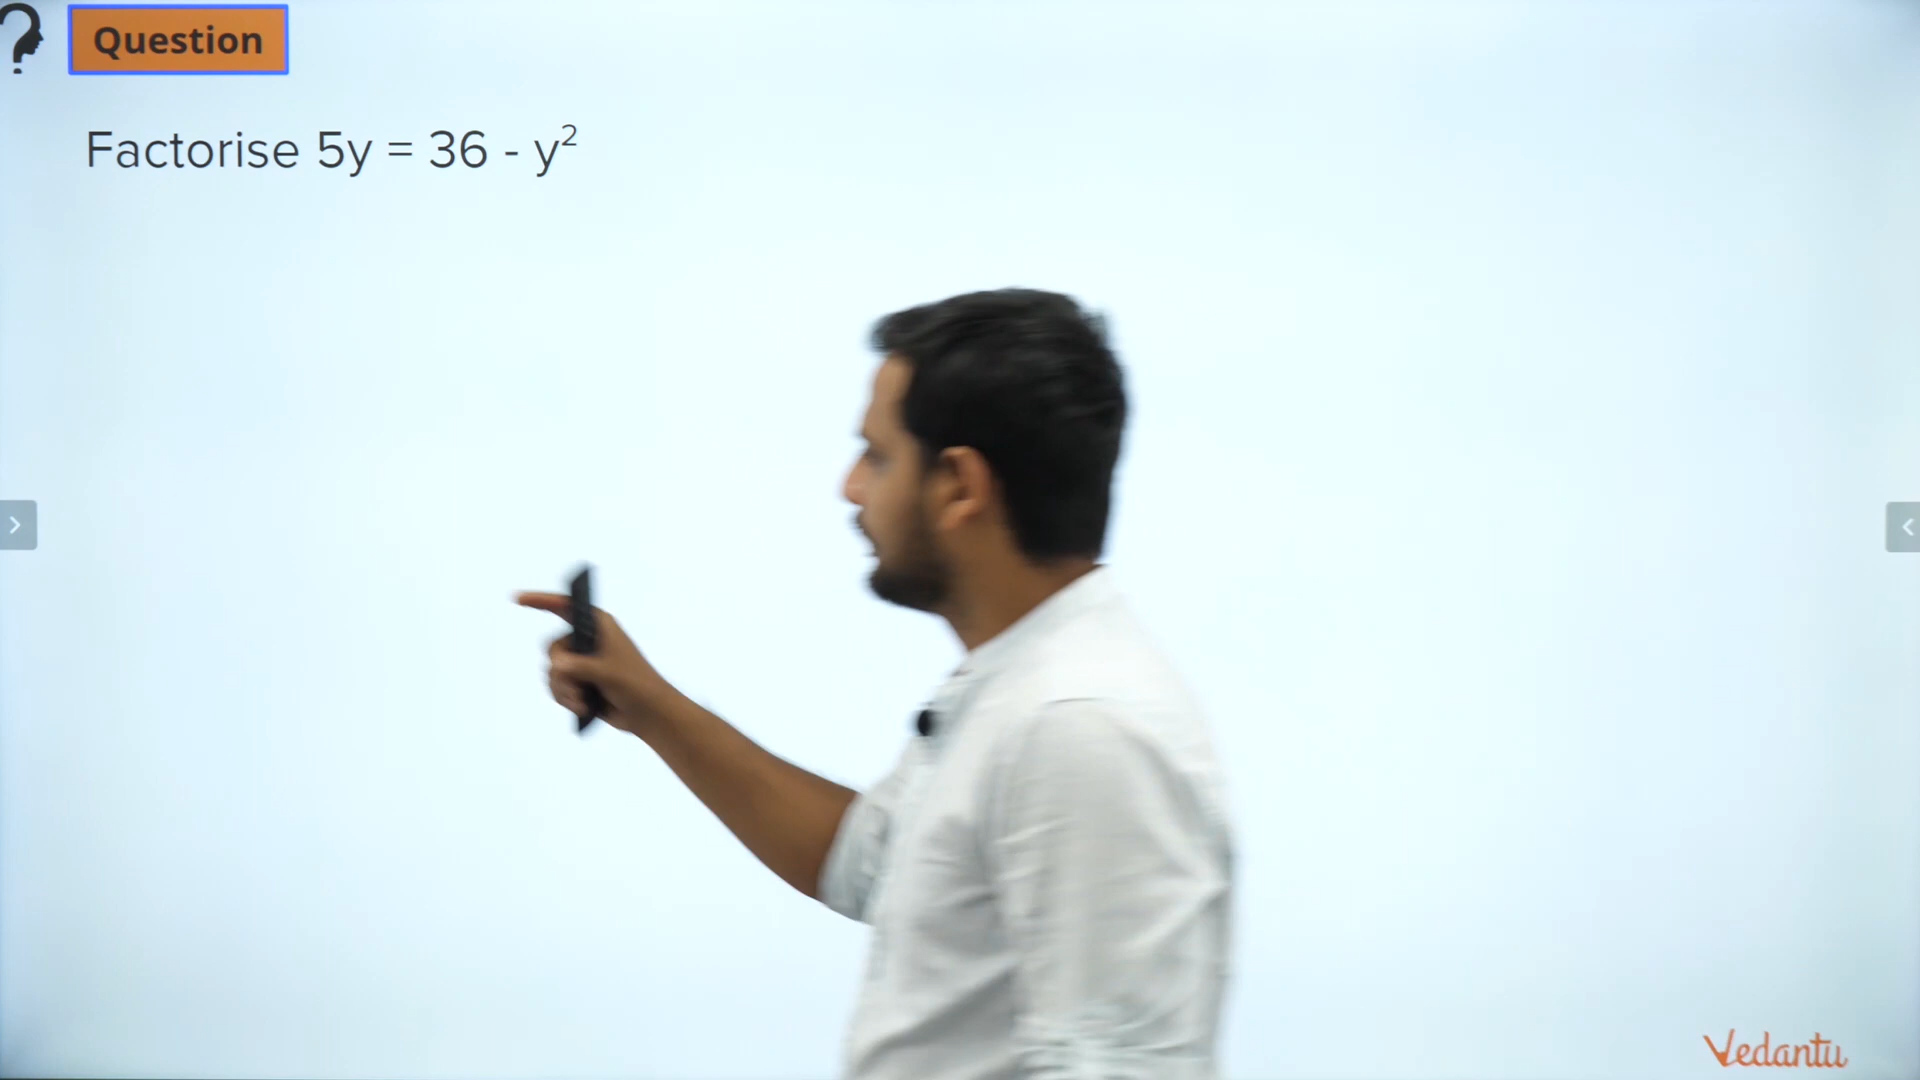 Question
Factorise 5y = 36 - y²
Vedantu